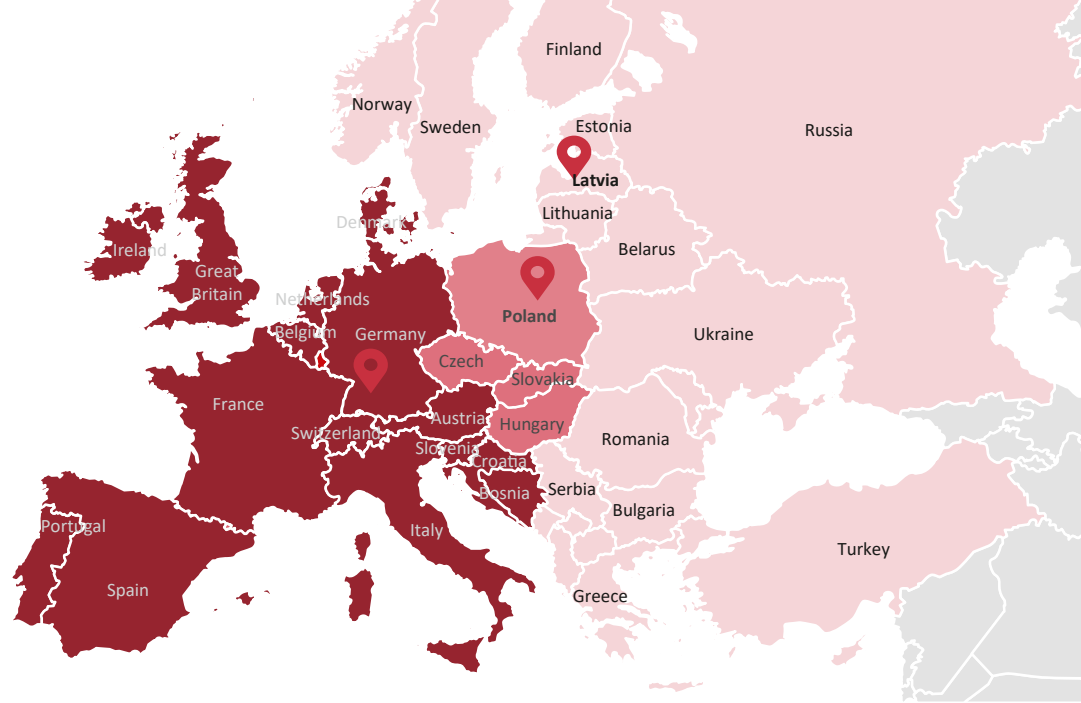 Finland
Norway
Sweden
Estonia
Russia
Latvia
Lithuania
Denmark
Ireland
Belarus
Great
Britain
Netherlands
Poland
Belgium
Germany
Ukraine
Czech
Slovakia
France
Austria
Hungary
Switzerland
Romania
Slovenia
Croatia
Serbia
Bosnia
Bulgaria
Portugal
Italy
Turkey
Spain
Greece